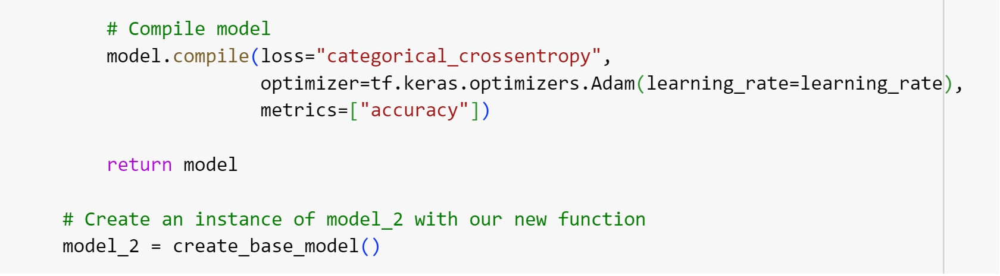 # Compile model
model.compile(loss="categorical_crossentropy",
optimizer=tf.keras.optimizers.Adam(learning_rate=learning_rate),
metrics=["accuracy"])
return model
# Create an instance of model_2 with our new function
model_2 = create_base_model()